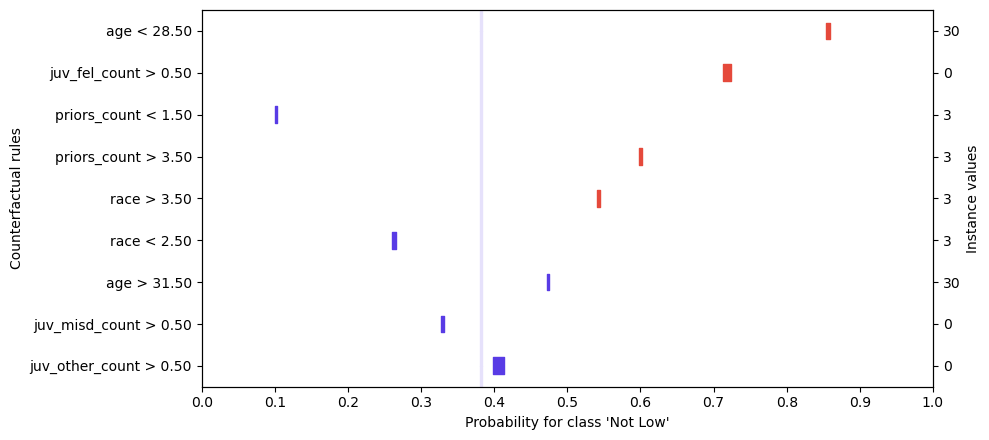 Counterfactual rules
age < 28.50 30
juv_fel_count > 0.50 0
priors_count < 1.50 3
priors_count > 3.50 3
race > 3.50 3
race < 2.50 3
age > 31.50 30
juv_misd_count > 0.50 0
juv_other_count > 0.50 0
Instance values
0.0 0.1 0.2 0.3 0.4 0.5 0.6 0.7 0.8 0.9 1.0
Probability for class 'Not Low'